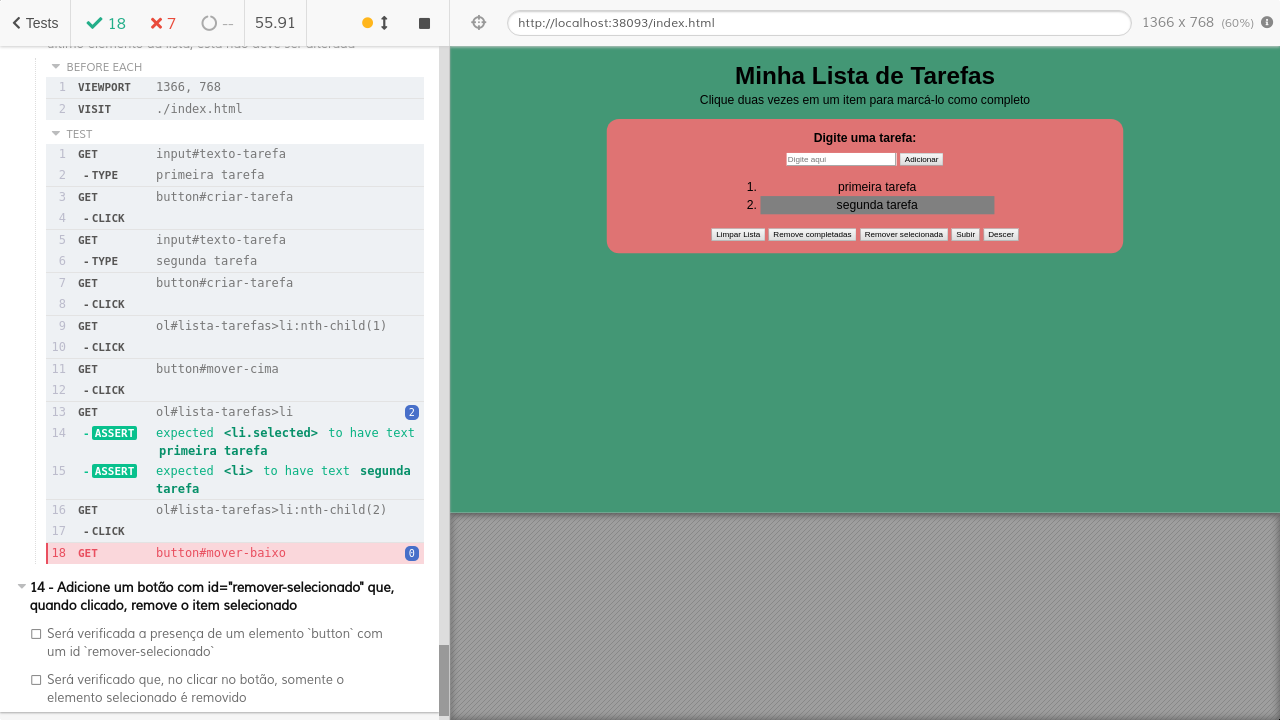 Tests
18
7
--
55.91
http://localhost:38093/index.html
1366 x 768 (60%)
último elemento da lista, esta não deve ser alterada
BEFORE EACH
1 VIEWPORT 1366, 768
2 VISIT ./index.html
TEST
1 GET input#texto-tarefa
2 -TYPE primeira tarefa
3 GET button#criar-tarefa
4 -CLICK
5 GET input#texto-tarefa
6 -TYPE segunda tarefa
7 GET button#criar-tarefa
8 -CLICK
9 GET ol#lista-tarefas>li:nth-child(1)
10 -CLICK
11 GET button#mover-cima
12 -CLICK
13 GET ol#lista-tarefas>li 2
14 -ASSERT expected <li.selected> to have text
primeira tarefa
15 -ASSERT expected <li> to have text segunda
tarefa
16 GET ol#lista-tarefas>li:nth-child(2)
17 -CLICK
18 GET button#mover-baixo 0
14 - Adicione um botão com id="remover-selecionado" que,
quando clicado, remove o item selecionado
Será verificada a presença de um elemento `button` com
um id `remover-selecionado`
Será verificado que, no clicar no botão, somente o
elemento selecionado é removido
Minha Lista de Tarefas
Clique duas vezes em um item para marcá-lo como completo
Digite uma tarefa:
Digite aqui Adicionar
1. primeira tarefa
2. segunda tarefa
Limpar Lista Remove completadas Remover selecionada Subir Descer